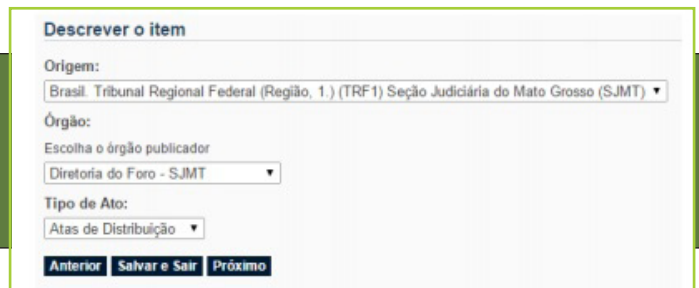 Descrever o item
Origem:
Brasil. Tribunal Regional Federal (Região, 1.) (TRF1) Seção Judiciária do Mato Grosso (SJMT)
Órgão:
Escolha o órgão publicador
Diretoria do Foro - SJMT
Tipo de Ato:
Atas de Distribuição
Anterior Salvar e Sair Próximo